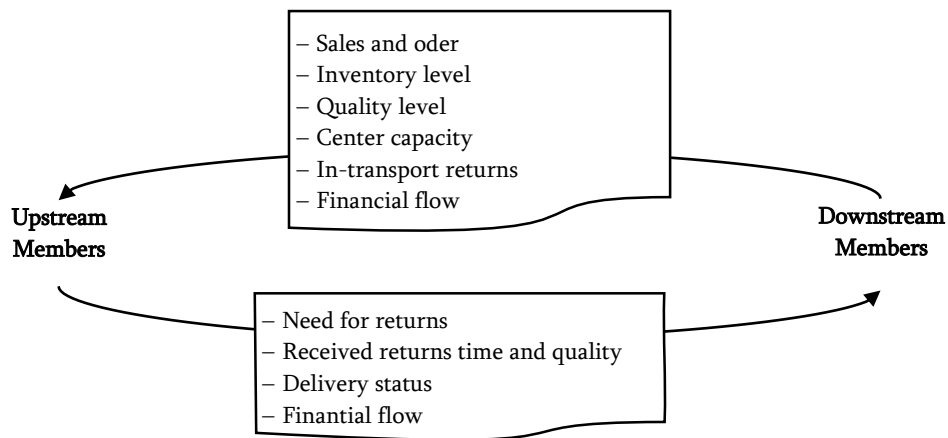 – Sales and oder
– Inventory level
– Quality level
– Center capacity
– In-transport returns
– Financial flow
Upstream
Members
Downstream
Members
– Need for returns
– Received returns time and quality
– Delivery status
– Finantial flow